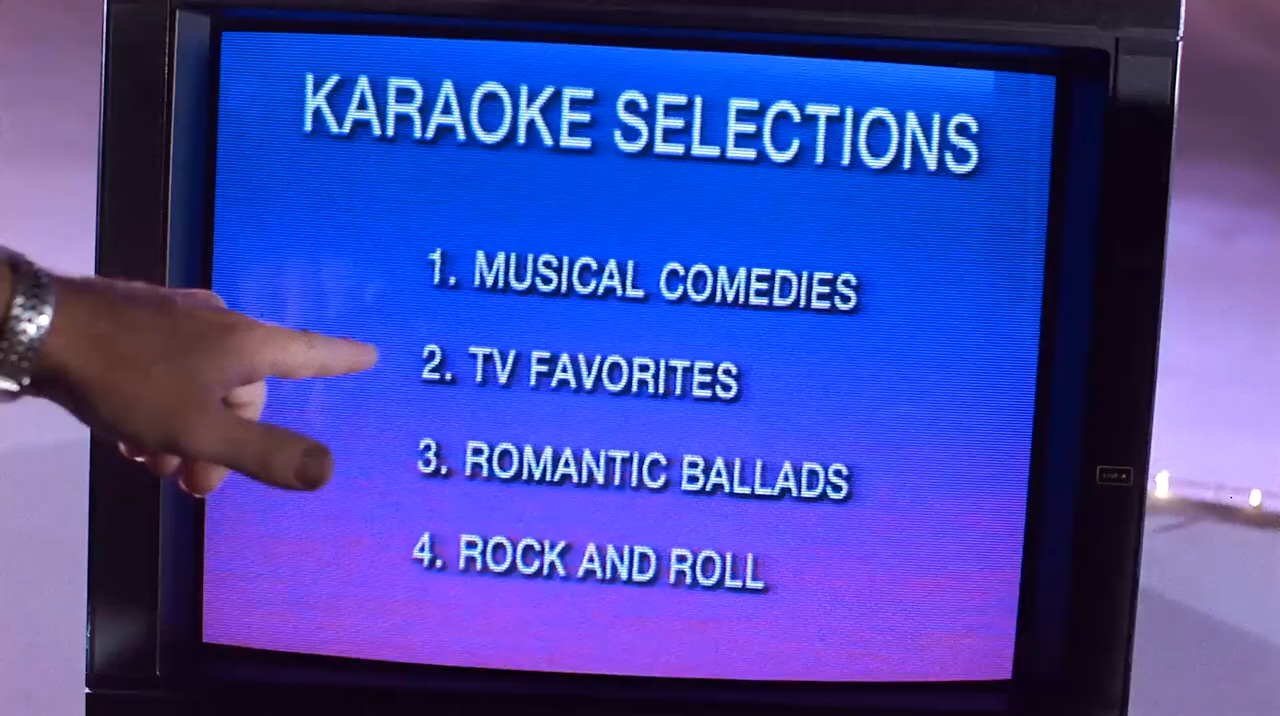 KARAOKE SELECTIONS
1. MUSICAL COMEDIES
2. TV FAVORITES
3. ROMANTIC BALLADS
4. ROCK AND ROLL